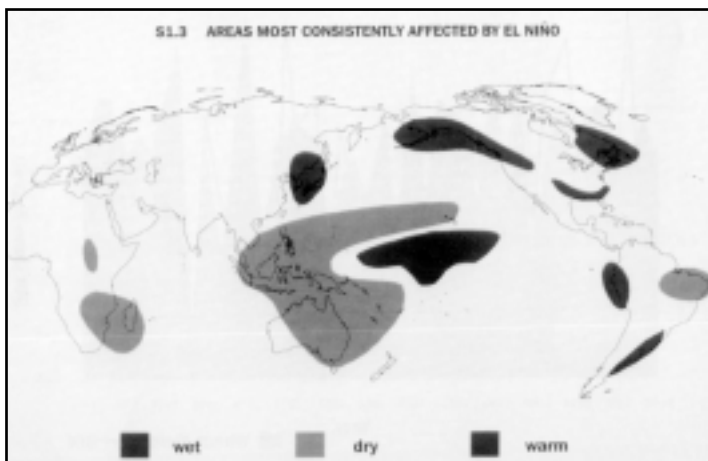 S1.3 AREAS MOST CONSISTENTLY AFFECTED BY EL NIÑO
wet dry warm